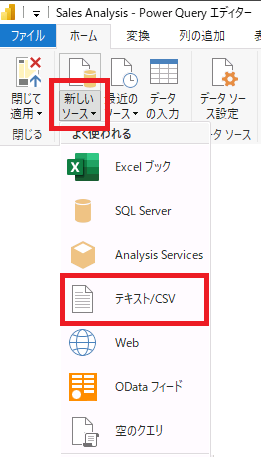 Sales Analysis - Power Query エディター
ファイル ホーム 変換 列の追加
閉じて 新しい 最近の データ データ ソー
適用 ソース ソース の入力 ス設定
閉じる よく使われる データ ソース
Excel ブック
SQL Server
Analysis Services
テキスト/CSV
Web
OData フィード
空のクエリ